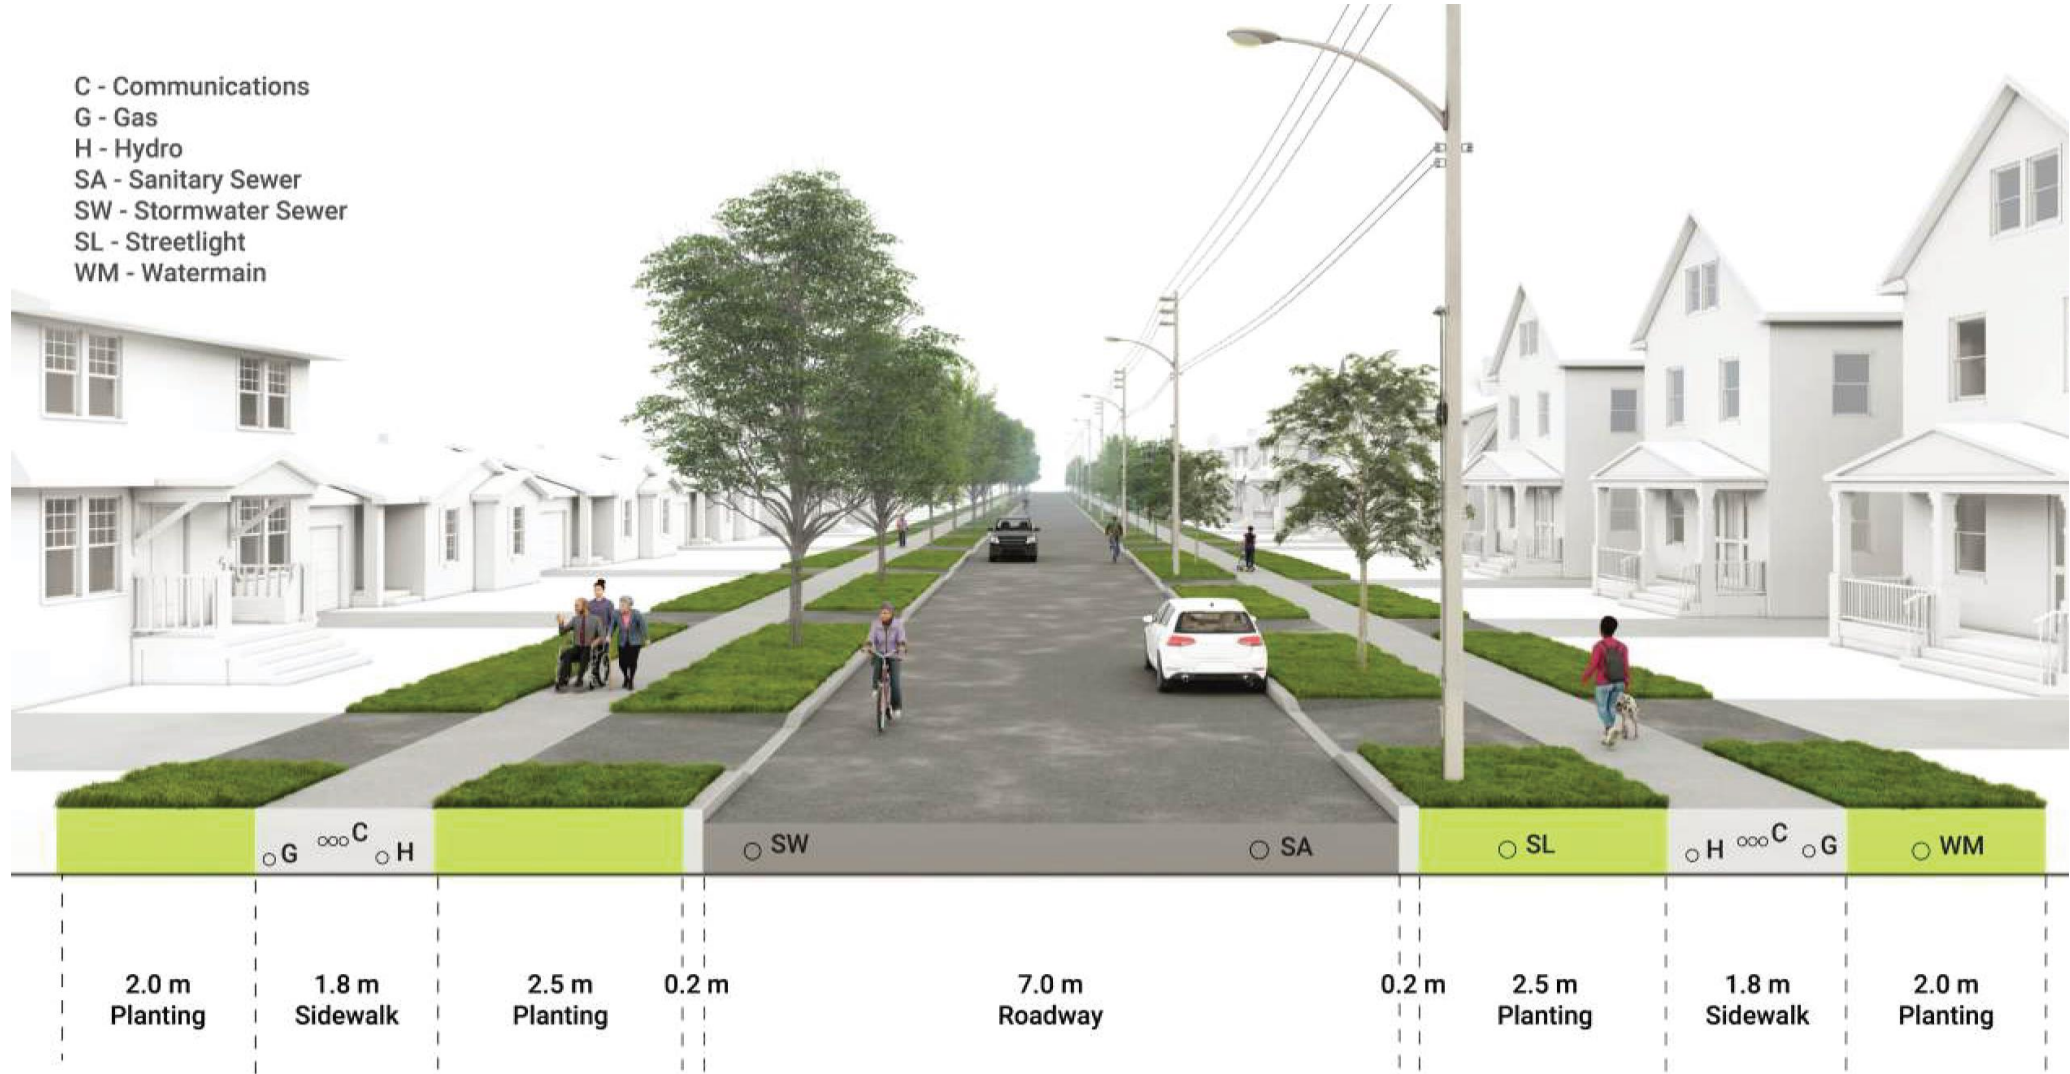 C - Communications
G - Gas
H - Hydro
SA - Sanitary Sewer
SW - Stormwater Sewer
SL - Streetlight
WM - Watermain
G C H SW SA SL H C G WM
2.0 m 1.8 m 2.5 m 0.2 m 7.0 m 0.2 m 2.5 m 1.8 m 2.0 m
Planting Sidewalk Planting Roadway Planting Sidewalk Planting